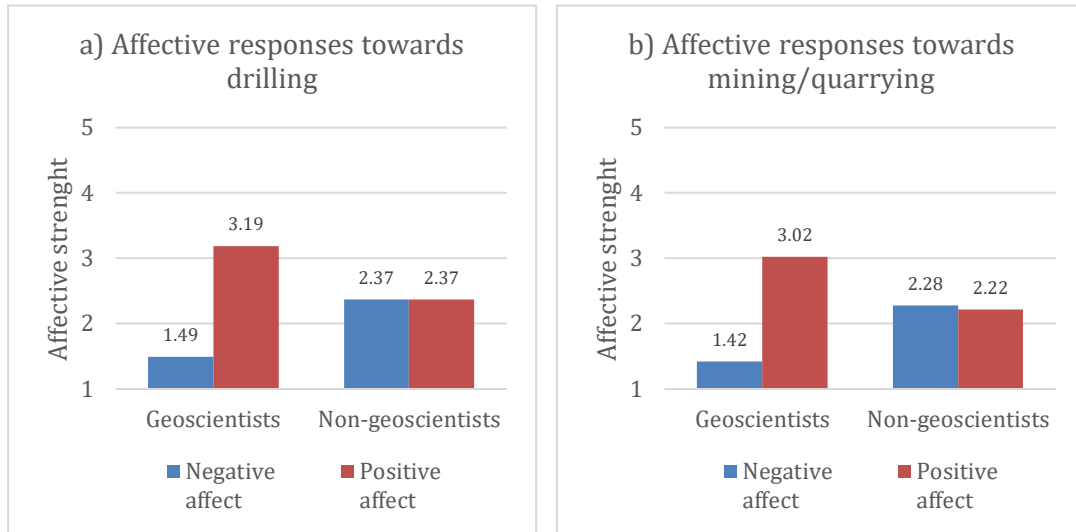 a) Affective responses towards
drilling
Affective strenght
5
4
3
2
1
1.49
3.19
2.37
2.37
Geoscientists
Non-geoscientists
Negative
affect
Positive
affect
b) Affective responses towards
mining/quarrying
Affective strenght
5
4
3
2
1
1.42
3.02
2.28
2.22
Geoscientists
Non-geoscientists
Negative
affect
Positive
affect